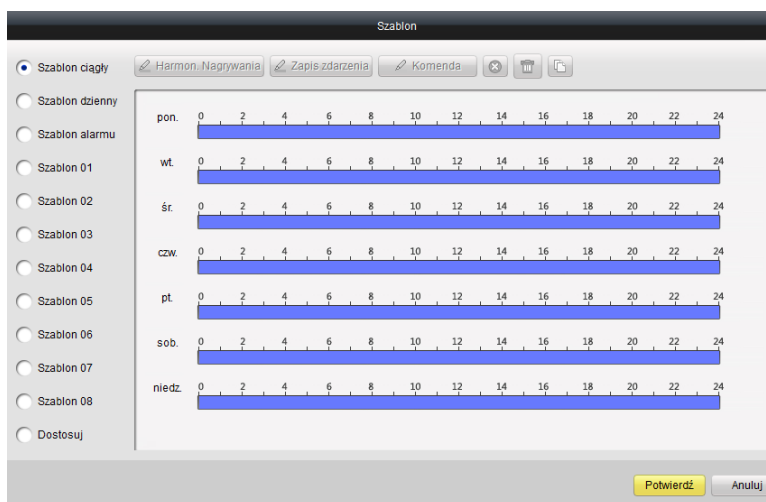 Szablon
Szablon ciągły
Harmon. Nagrywania
Zapis zdarzenia
Komenda
Szablon dzienny
Szablon alarmu
Szablon 01
Szablon 02
Szablon 03
Szablon 04
Szablon 05
Szablon 06
Szablon 07
Szablon 08
Dostosuj
pon. 0 2 4 6 8 10 12 14 16 18 20 22 24
wt. 0 2 4 6 8 10 12 14 16 18 20 22 24
śr. 0 2 4 6 8 10 12 14 16 18 20 22 24
czw. 0 2 4 6 8 10 12 14 16 18 20 22 24
pt. 0 2 4 6 8 10 12 14 16 18 20 22 24
sob. 0 2 4 6 8 10 12 14 16 18 20 22 24
niedz. 0 2 4 6 8 10 12 14 16 18 20 22 24
Potwierdź
Anuluj